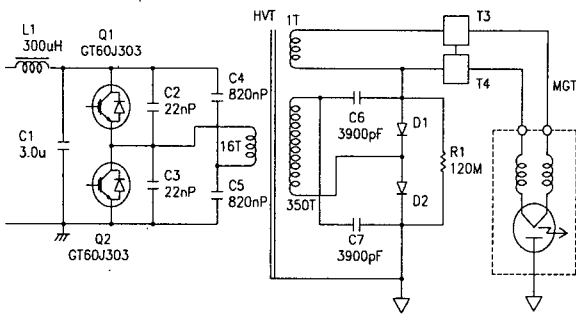 L1
300uH
Q1
GT60J303
HVT
1T
T3
T4
MGT
C2
22nP
C4
820nP
C1
3.0u
16T
C6
3900pF
D1
R1
120M
C3
22nP
C5
820nP
350T
D2
C7
3900pF
Q2
GT60J303